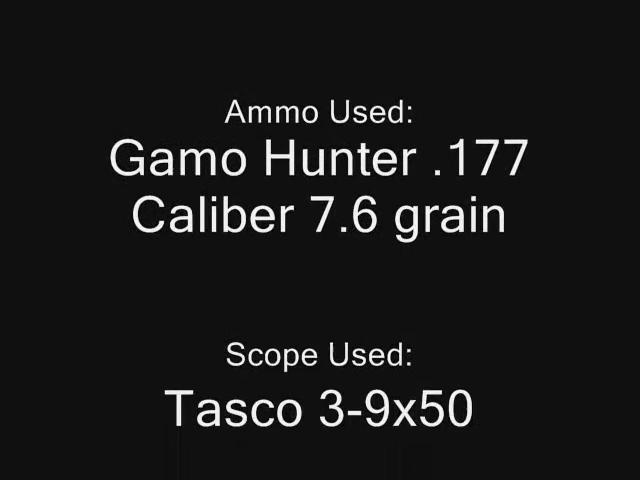 Ammo Used:
Gamo Hunter .177
Caliber 7.6 grain
Scope Used:
Tasco 3-9x50